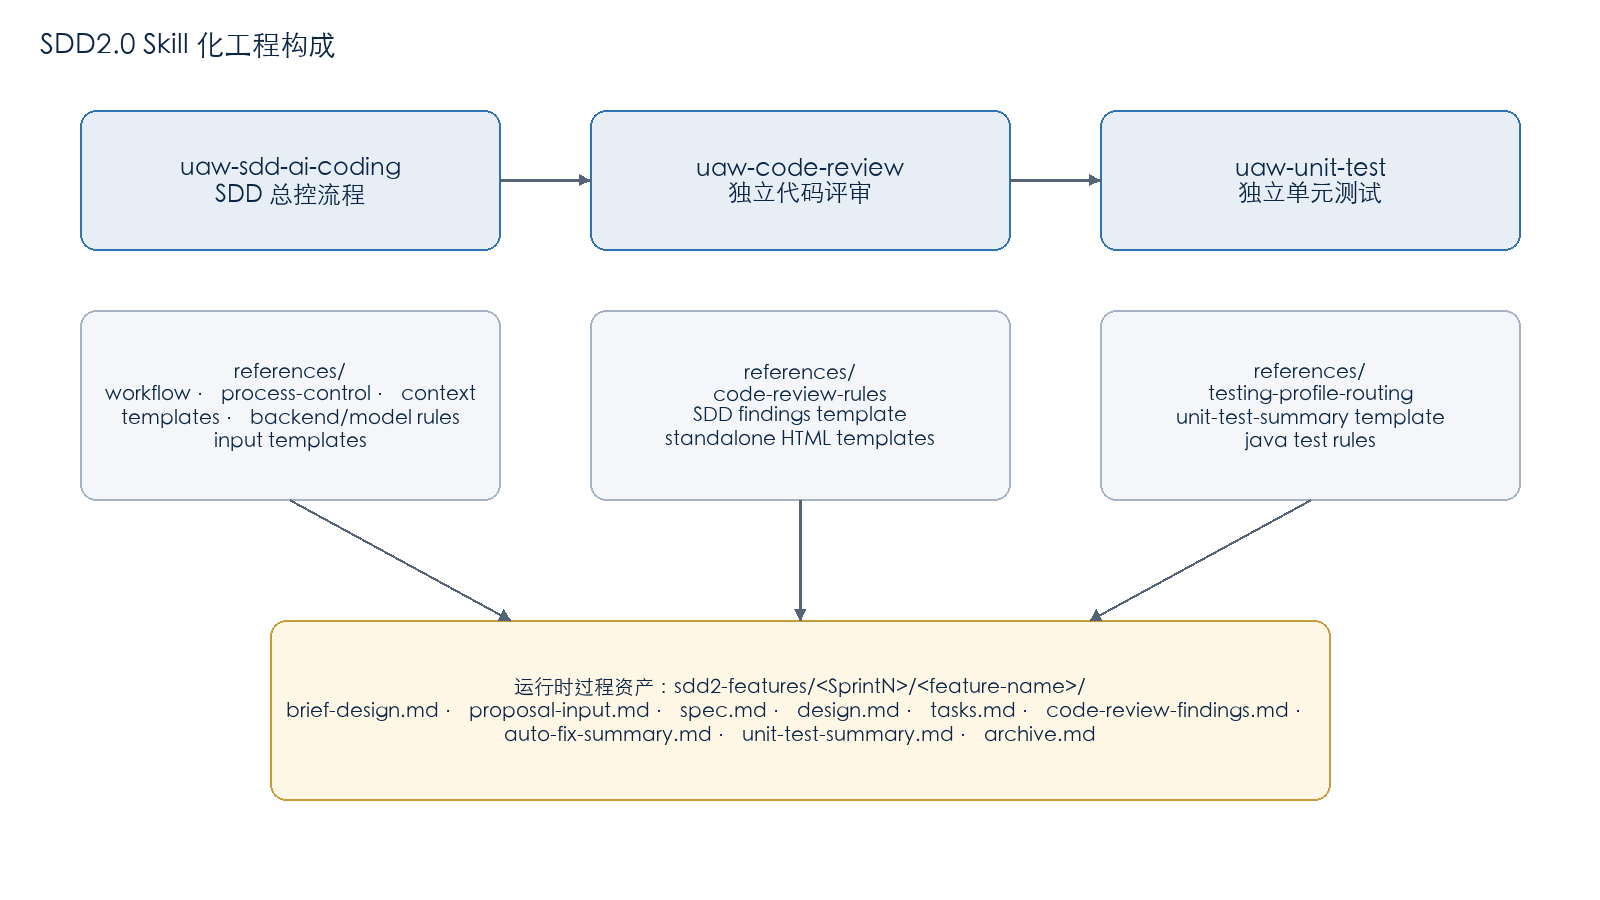 SDD2.0 Skill 化工程构成
uaw-sdd-ai-coding
SDD 总控流程
uaw-code-review
独立代码评审
uaw-unit-test
独立单元测试
references/
workflow · process-control · context
templates · backend/model rules
input templates
references/
code-review-rules
SDD findings template
standalone HTML templates
references/
testing-profile-routing
unit-test-summary template
java test rules
运行时过程资产：sdd2-features/<SprintN>/<feature-name>/
brief-design.md · proposal-input.md · spec.md · design.md · tasks.md · code-review-findings.md ·
auto-fix-summary.md · unit-test-summary.md · archive.md